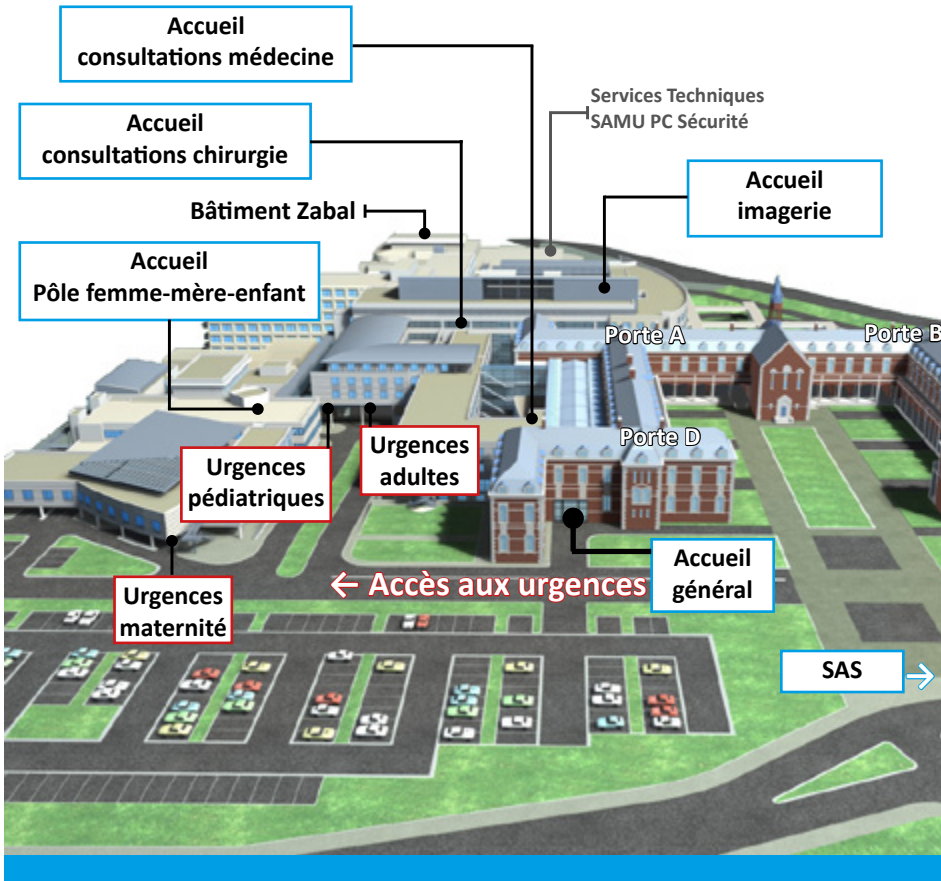 Accueil
consultations médecine
Services Techniques
SAMU PC Sécurité
Accueil
consultations chirurgie
Accueil
imagerie
Bâtiment Zabal
Accueil
Pôle femme-mère-enfant
Porte A
Porte B
Porte D
Urgences
adultes
Urgences
pédiatriques
Accueil
général
← Accès aux urgences
Urgences
maternité
SAS →